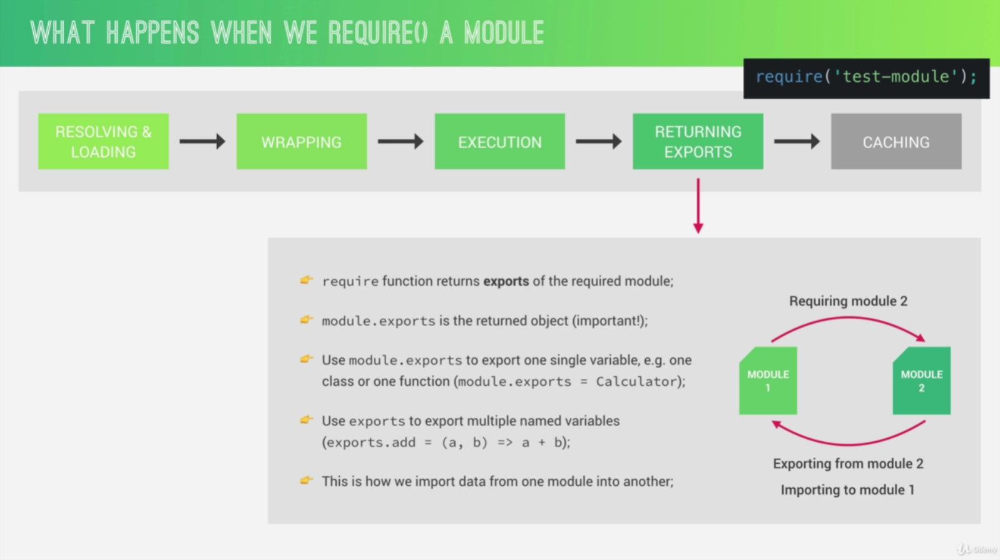 WHAT HAPPENS WHEN WE REQUIRE() A MODULE
require('test-module');
RESOLVING &
LOADING
WRAPPING
EXECUTION
RETURNING
EXPORTS
CACHING
👉 require function returns exports of the required module;
👉 module.exports is the returned object (important!);
👉 Use module.exports to export one single variable, e.g. one
class or one function (module.exports = Calculator);
👉 Use exports to export multiple named variables
(exports.add = (a, b) => a + b);
👉 This is how we import data from one module into another;
Requiring module 2
MODULE
1
MODULE
2
Exporting from module 2
Importing to module 1
Udemy